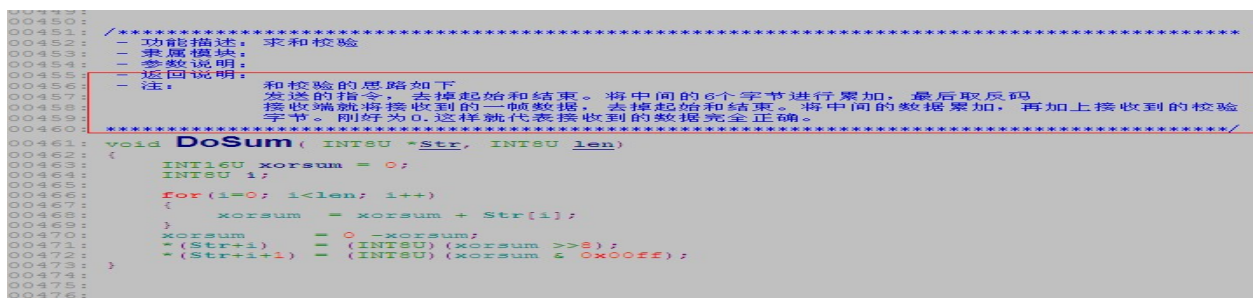 00449:
00450:
00451: /****************************************************************************************
00452: - 功能描述: 求和校验
00453: - 隶属模块:
00454: - 参数说明:
00455: - 返回说明:
00456: - 注: 和校验的思路如下
00457: 发送的指令, 去掉起始和结束。将中间的6个字节进行累加, 最后取反码
00458: 接收端就将接收到的一帧数据, 去掉起始和结束。将中间的数据累加, 再加上接收到的校验
00459: 字节。刚好为0.这样就代表接收到的数据完全正确。
00460: ****************************************************************************************/
00461: void DoSum( INT8U *Str, INT8U len)
00462: {
00463: INT16U xorsum = 0;
00464: INT8U i;
00465:
00466: for(i=0; i<len; i++)
00467: {
00468: xorsum = xorsum + Str[i];
00469: }
00470: xorsum = 0 -xorsum;
00471: *(Str+i) = (INT8U)(xorsum >>8);
00472: *(Str+i+1) = (INT8U)(xorsum & 0x00ff);
00473: }
00474:
00475:
00476: